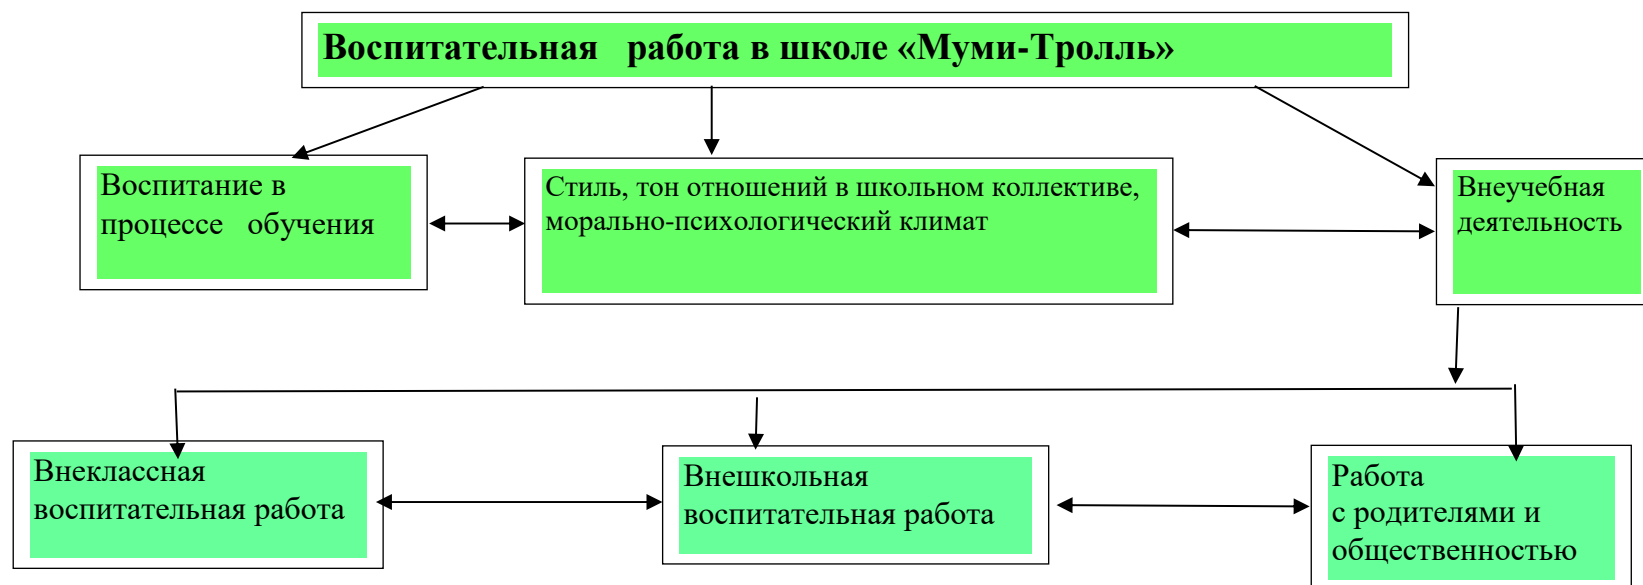 Воспитательная работа в школе «Муми-Тролль»
Воспитание в
процессе обучения
Стиль, тон отношений в школьном коллективе,
морально-психологический климат
Внеучебная
деятельность
Внеклассная
воспитательная работа
Внешкольная
воспитательная работа
Работа
с родителями и
общественностью